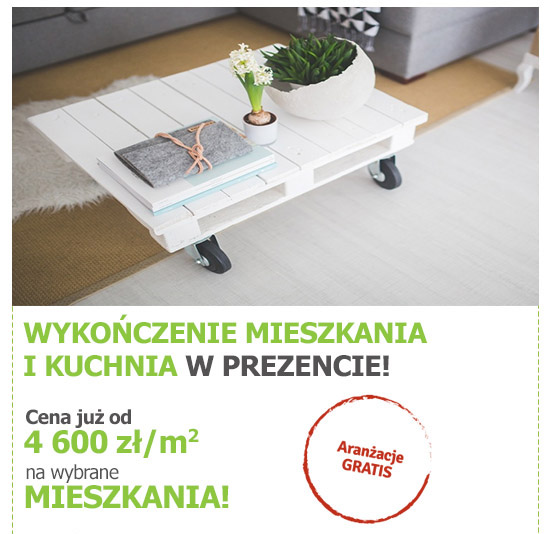 WYKOŃCZENIE MIESZKANIA
I KUCHNIA W PREZENCIE!
Cena już od
4 600 zł/m²
na wybrane
MIESZKANIA!
Aranżacje
GRATIS